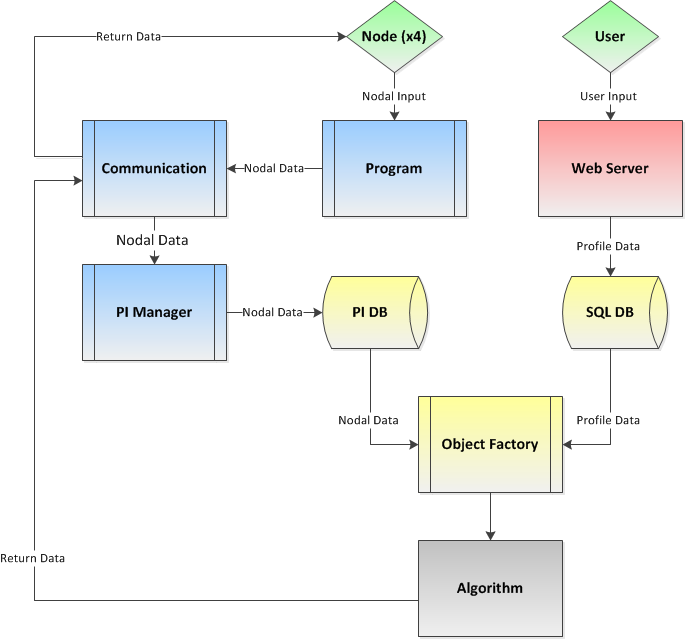 Return Data
Node (x4)
User
Nodal Input
User Input
Communication
Nodal Data
Program
Web Server
Nodal Data
Profile Data
PI Manager
Nodal Data
PI DB
SQL DB
Nodal Data
Profile Data
Object Factory
Return Data
Algorithm